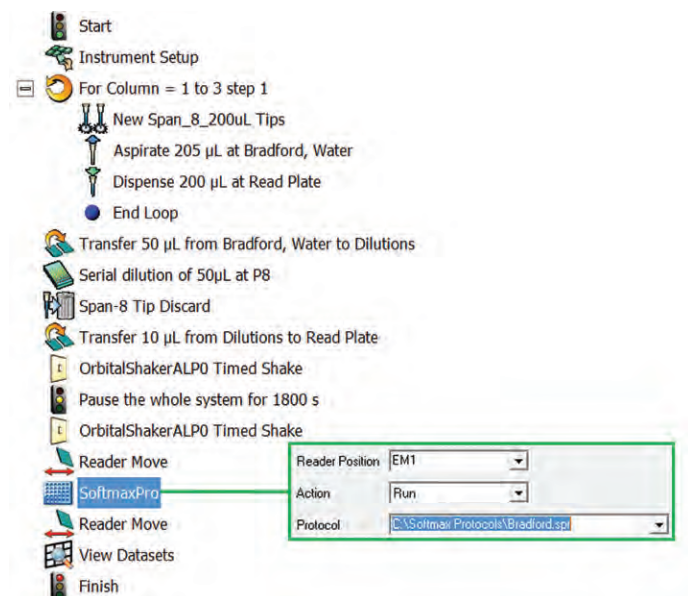 Start
Instrument Setup
For Column = 1 to 3 step 1
New Span_8_200uL Tips
Aspirate 205 µL at Bradford, Water
Dispense 200 µL at Read Plate
End Loop
Transfer 50 µL from Bradford, Water to Dilutions
Serial dilution of 50µL at P8
Span-8 Tip Discard
Transfer 10 µL from Dilutions to Read Plate
OrbitalShakerALP0 Timed Shake
Pause the whole system for 1800 s
OrbitalShakerALP0 Timed Shake
Reader Move
SoftmaxPro
Reader Move
View Datasets
Finish
Reader Position EM1
Action Run
Protocol C:\Softmax Protocols\Bradford.spr